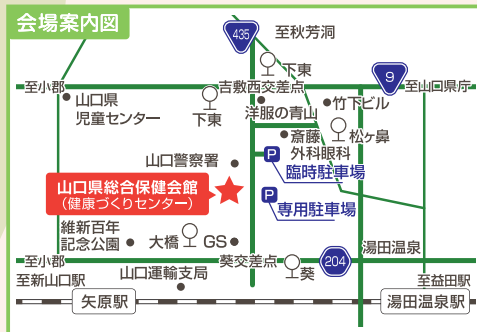 会場案内図
435
至秋芳洞
下東
9
至小郡
吉敷西交差点
至山口県庁
山口県
児童センター
下東
洋服の青山
竹下ビル
斎藤
外科眼科
松ヶ鼻
山口警察署
P
臨時駐車場
山口県総合保健会館
(健康づくりセンター)
P
専用駐車場
維新百年
記念公園
大橋
GS
湯田温泉
至小郡
葵交差点
葵
204
至新山口駅
山口運輸支局
至益田駅
矢原駅
湯田温泉駅